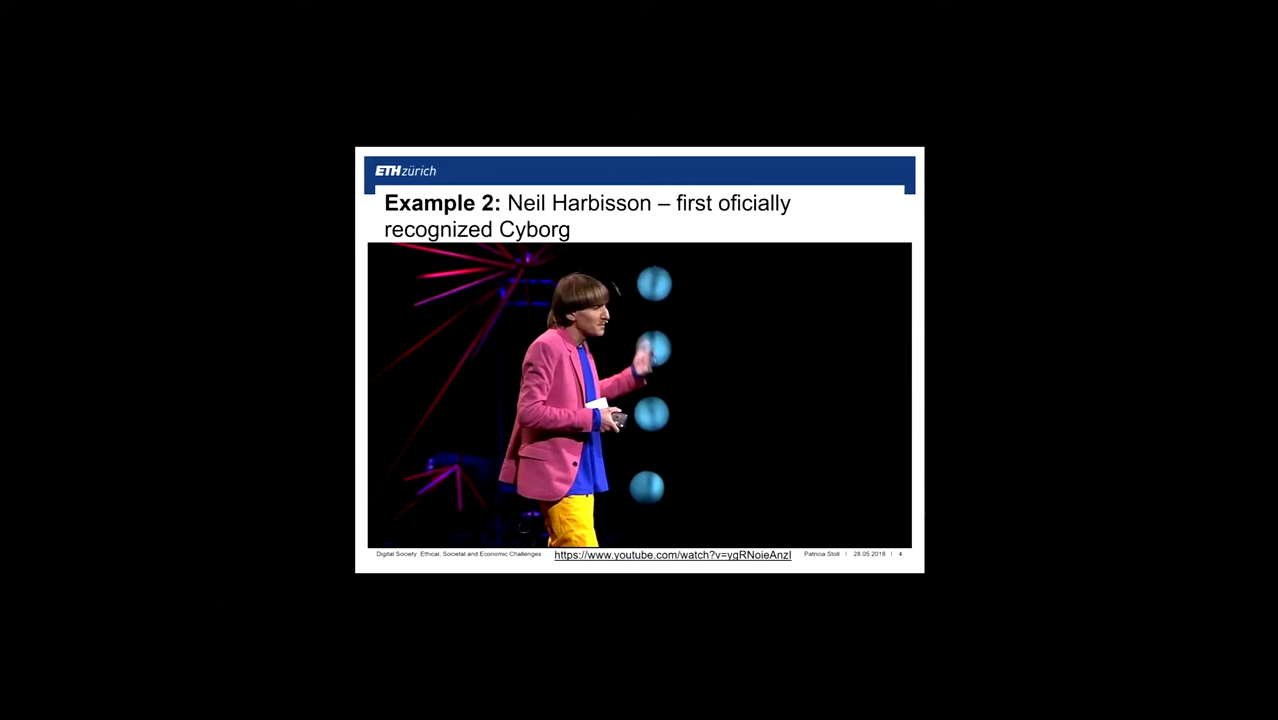 ETH zürich
Example 2: Neil Harbisson – first oficially
recognized Cyborg
Digital Society: Ethical, Societal and Economic Challenges
https://www.youtube.com/watch?v=ygRNoieAnzI
Patricia Stoll | 28.05 2018 | 4